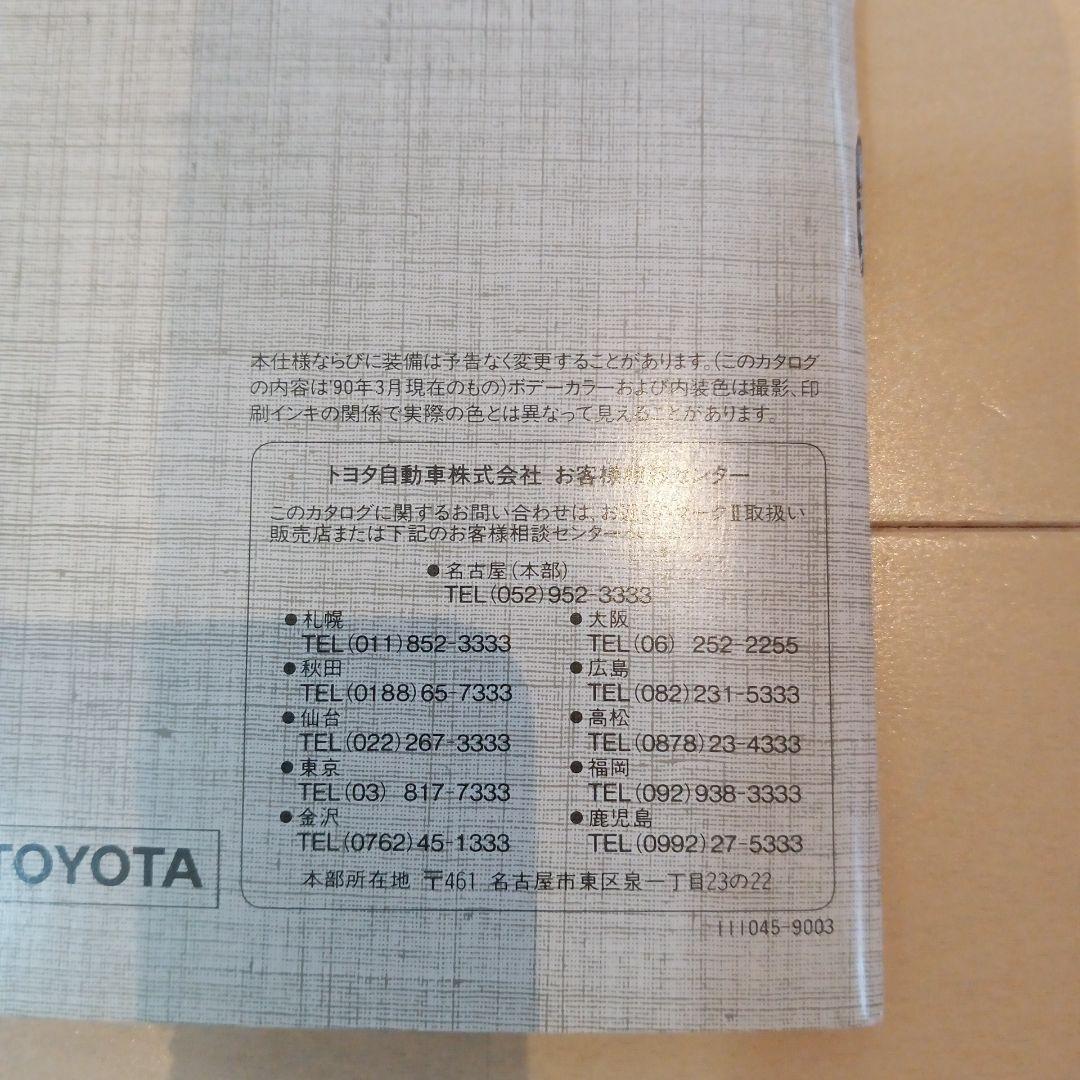 本仕様ならびに装備は予告なく変更することがあります。(このカタログ
の内容は'90年3月現在のもの)ボデーカラーおよび内装色は撮影、印
刷インキの関係で実際の色とは異なって見えることがあります。
トヨタ自動車株式会社 お客様相談センター
このカタログに関するお問い合わせは、お近くのマークⅡ取扱い
販売店または下記のお客様相談センター
●名古屋(本部)
TEL(052)952-3333
●札幌
TEL(011)852-3333
●秋田
TEL(0188)65-7333
●仙台
TEL(022)267-3333
●東京
TEL(03) 817-7333
●金沢
TEL(0762)45-1333
●大阪
TEL(06) 252-2255
●広島
TEL(082)231-5333
●高松
TEL(0878)23-4333
●福岡
TEL(092)938-3333
●鹿児島
TEL(0992)27-5333
本部所在地 〒461 名古屋市東区泉一丁目23の22
TOYOTA
111045-9003